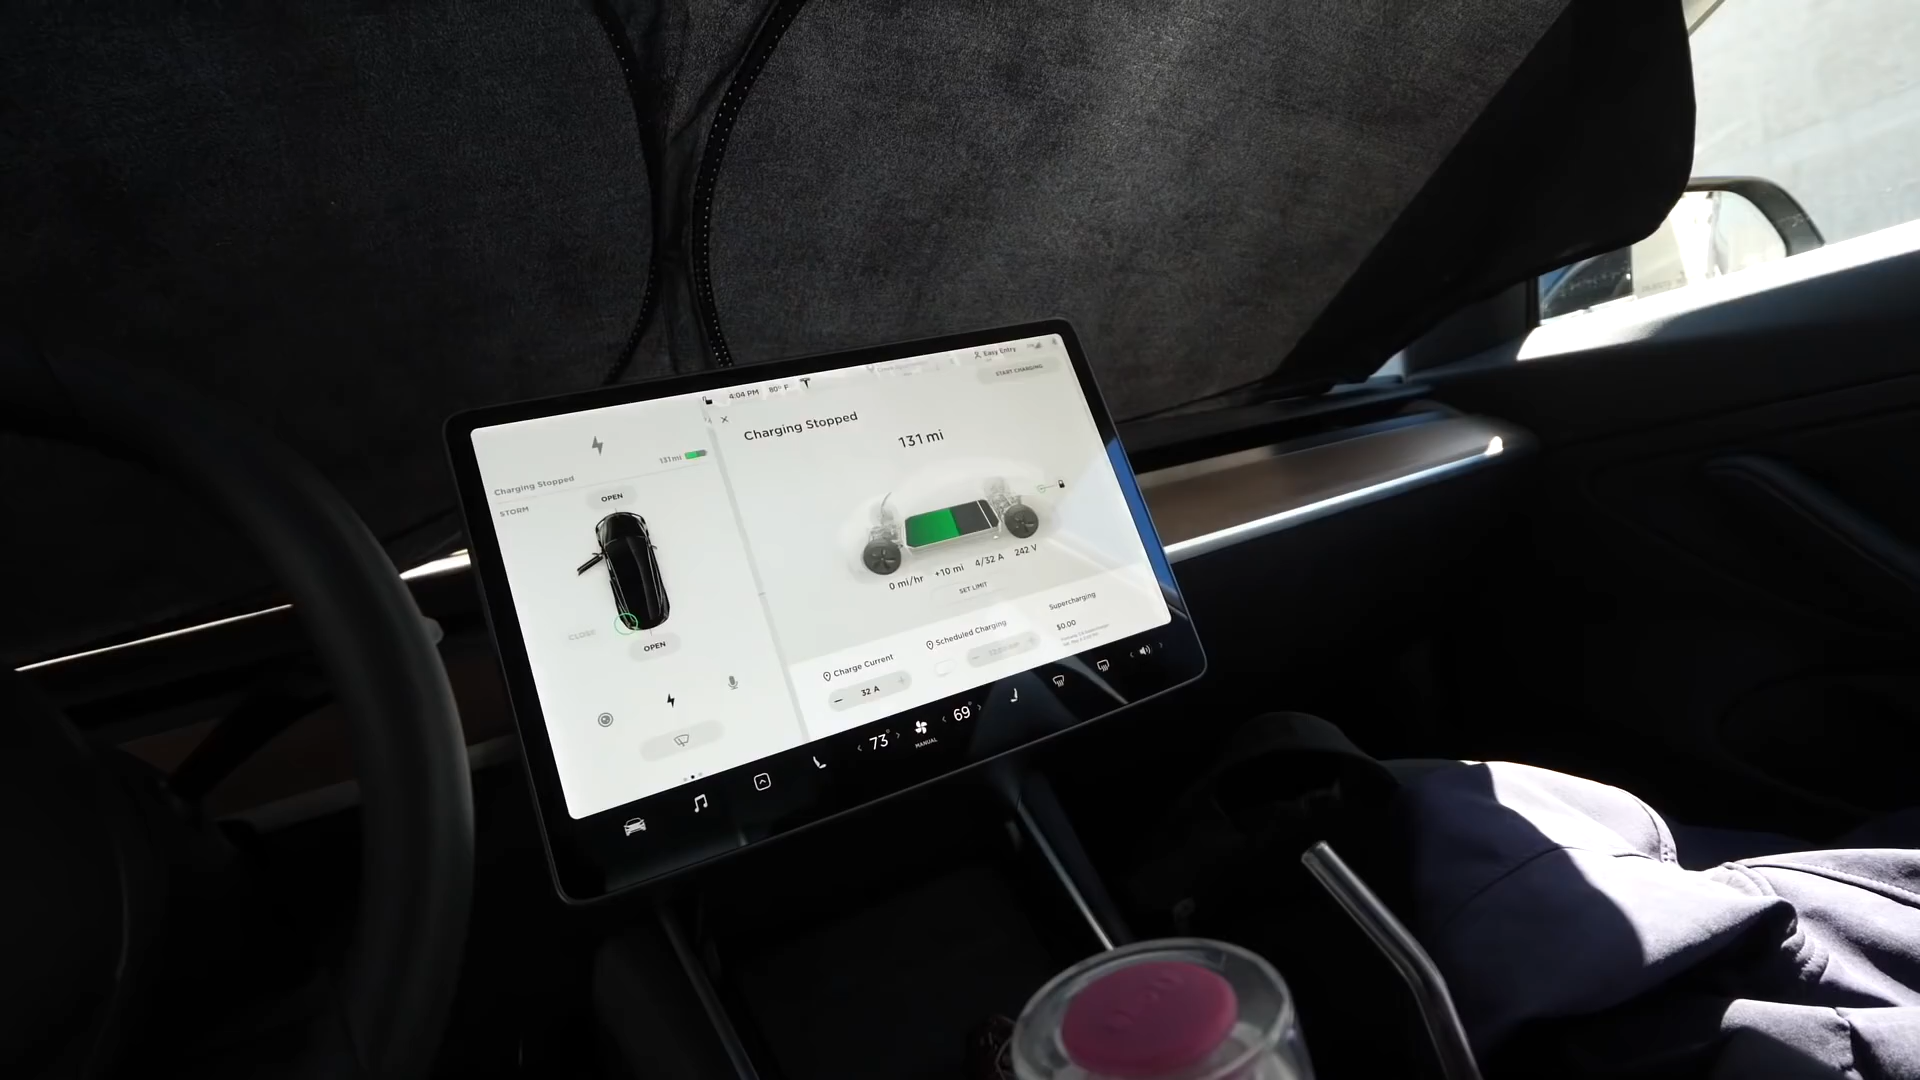 131 mi
Charging Stopped
STORM
OPEN
CLOSE
OPEN
4:04 PM 80° F
Easy Entry
START CHARGING
Charging Stopped
131 mi
0 mi/hr +10 mi 4/32 A 242 V
SET LIMIT
Charge Current
32 A
Scheduled Charging
Supercharging
$0.00
73
MANUAL
69